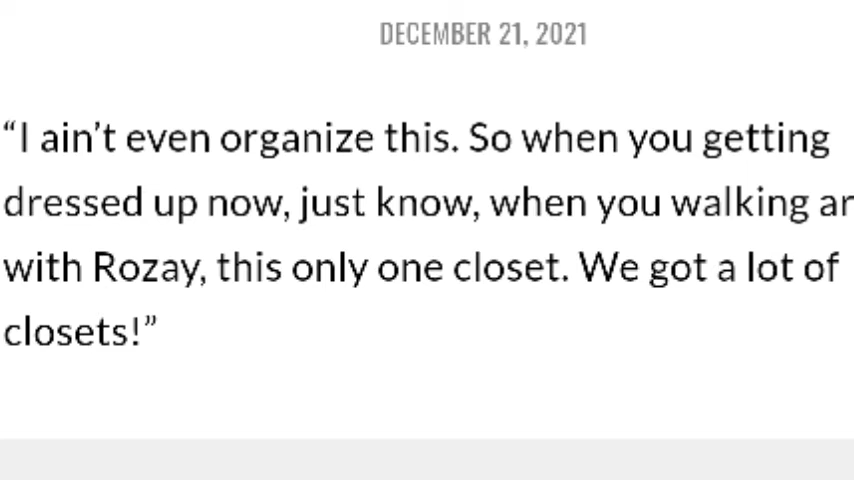 DECEMBER 21, 2021
“I ain’t even organize this. So when you getting
dressed up now, just know, when you walking
with Rozay, this only one closet. We got a lot of
closets!”